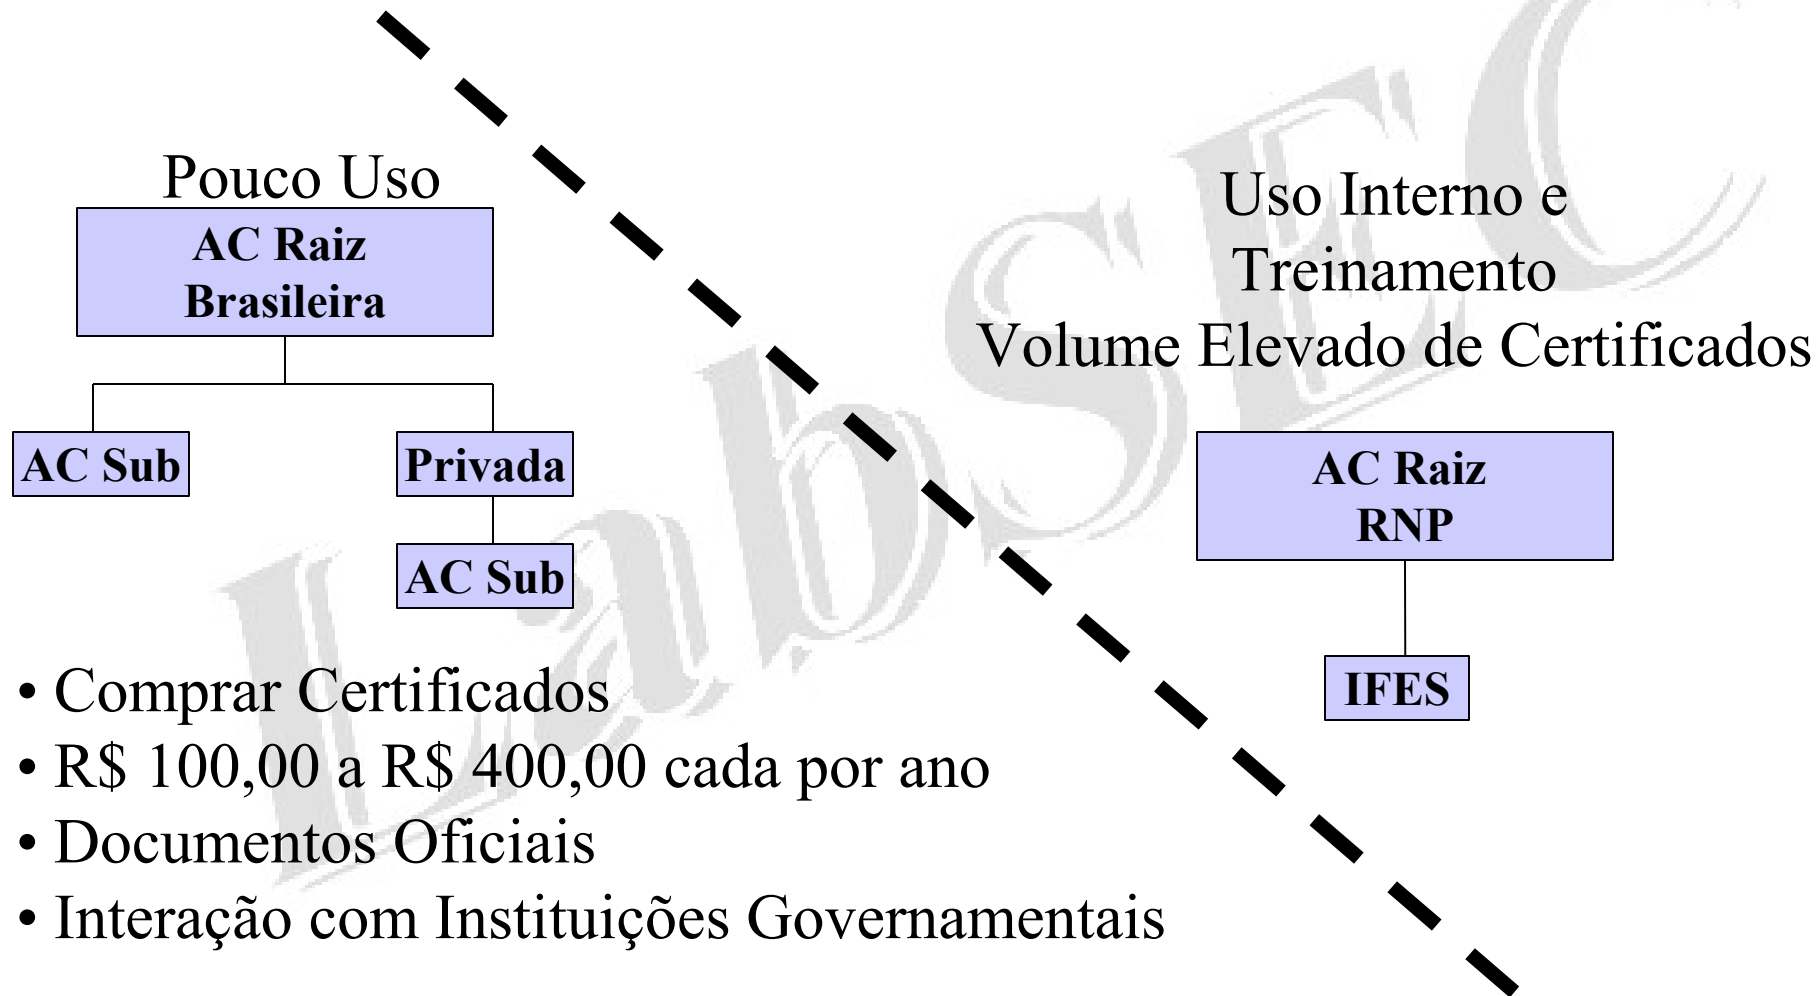 Pouco Uso
AC Raiz
Brasileira
AC Sub
Privada
AC Sub
• Comprar Certificados
• R$ 100,00 a R$ 400,00 cada por ano
• Documentos Oficiais
• Interação com Instituições Governamentais
Uso Interno e
Treinamento
Volume Elevado de Certificados
AC Raiz
RNP
IFES
LabSEC